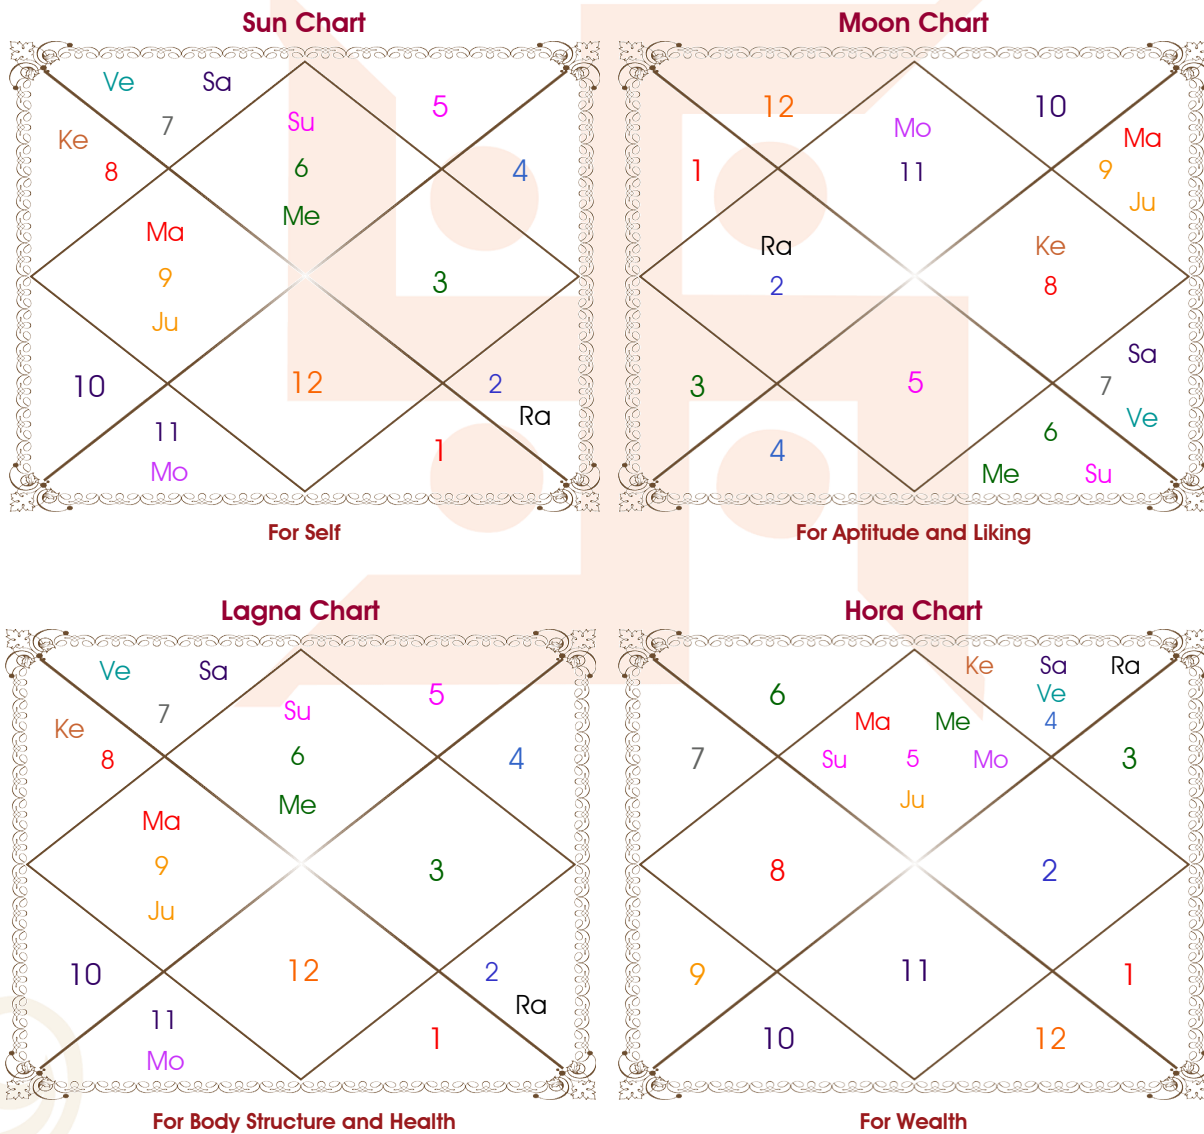 Sun Chart
Ve Sa
7
Su
5
Ke
8
6
4
Me
Ma
9
3
Ju
10
12
2
Ra
11
1
Mo
For Self
Moon Chart
12
Mo
10
Ma
1
11
9
Ju
Ra
Ke
2
8
Sa
3
5
7
Ve
4
6
Me Su
For Aptitude and Liking
Lagna Chart
Ve Sa
7
Su
5
Ke
8
6
4
Me
Ma
9
3
Ju
10
12
2
Ra
11
1
Mo
For Body Structure and Health
Hora Chart
Ke Sa Ra
Ve
6
Ma Me
4
7
Su 5 Mo
3
Ju
8
2
9
11
1
10
12
For Wealth